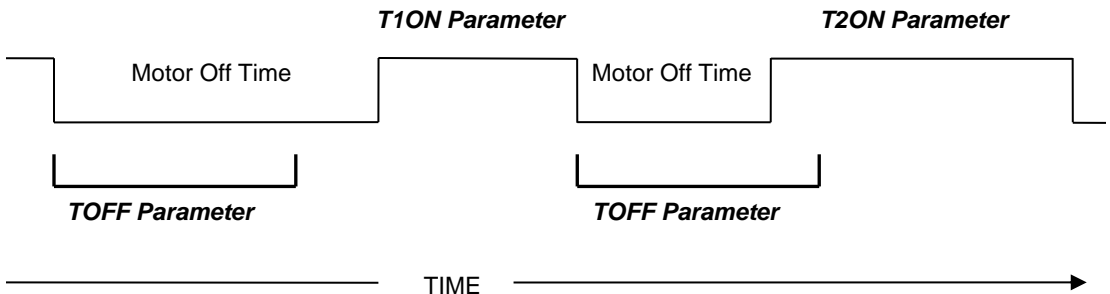 T1ON Parameter
T2ON Parameter
Motor Off Time
Motor Off Time
TOFF Parameter
TOFF Parameter
TIME